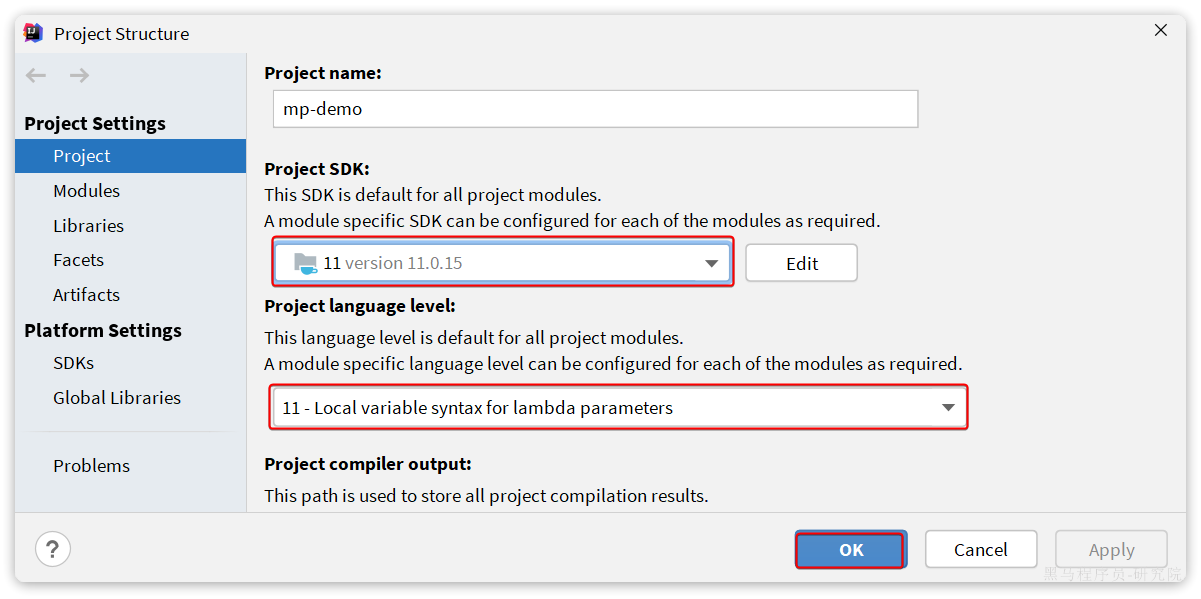 Project Structure
Project Settings
Project
Modules
Libraries
Facets
Artifacts
Platform Settings
SDKs
Global Libraries
Problems
Project name:
mp-demo
Project SDK:
This SDK is default for all project modules.
A module specific SDK can be configured for each of the modules as required.
11 version 11.0.15
Edit
Project language level:
This language level is default for all project modules.
A module specific language level can be configured for each of the modules as required.
11 - Local variable syntax for lambda parameters
Project compiler output:
This path is used to store all project compilation results.
?
OK
Cancel
Apply
黑马程序员-研究院